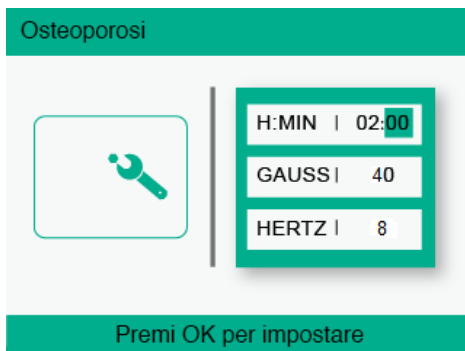 Osteoporosi
H:MIN | 02:00
GAUSS | 40
HERTZ | 8
Premi OK per impostare